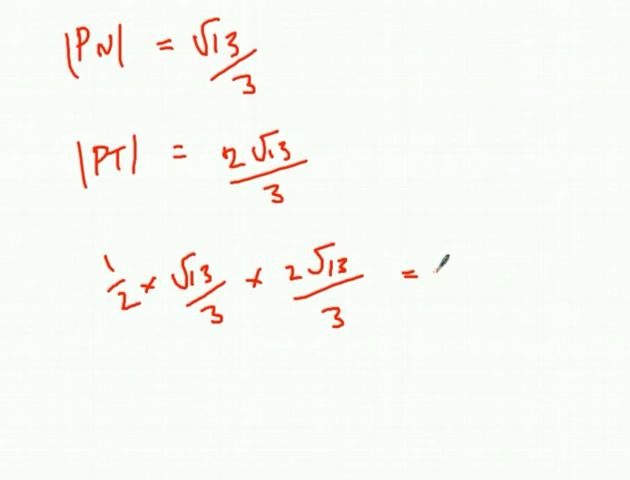 |PN| = √13/3
|PT| = 2√13/3
1/2 × √13/3 × 2√13/3 =